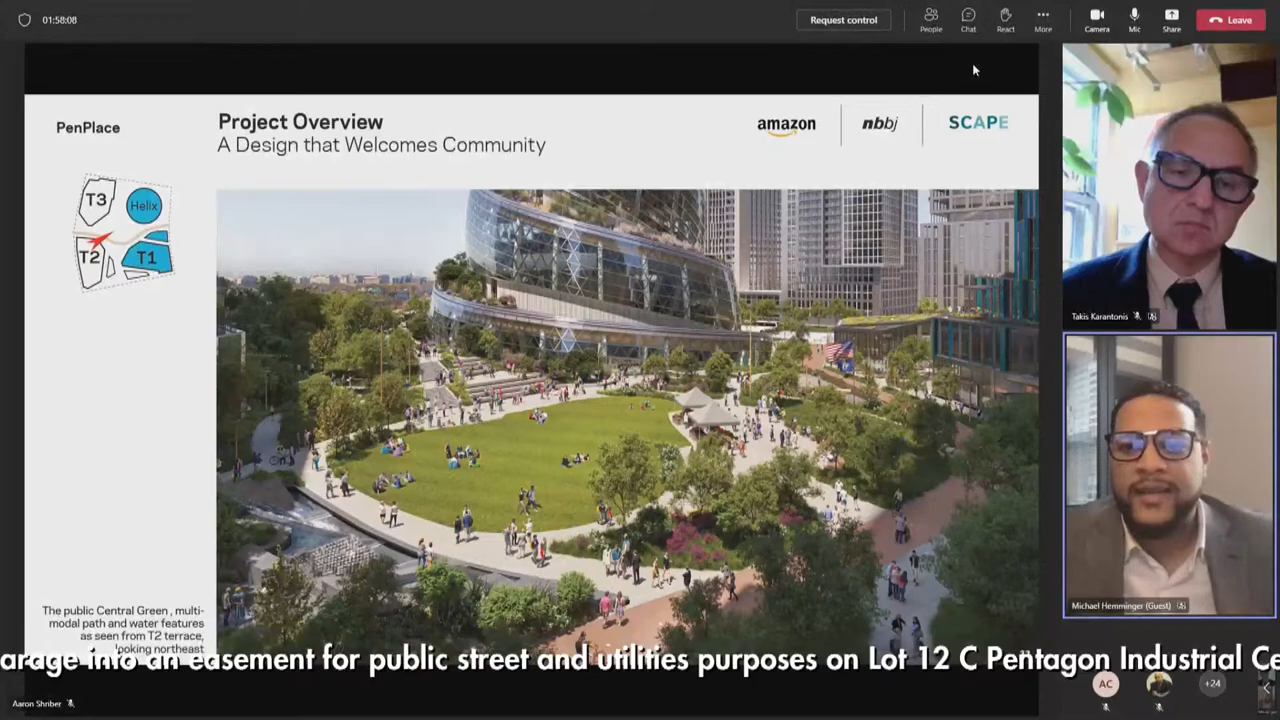 01:58:08
Request control
People
Chat
React
More
Camera
Mic
Share
Leave
PenPlace
Project Overview
A Design that Welcomes Community
amazon
nbbj
SCAPE
T3
Helix
T2
T1
The public Central Green , multi-
modal path and water features
as seen from T2 terrace,
looking northeast
Takis Karantonis
Michael Hemminger (Guest)
arage into an easement for public street and utilities purposes on Lot 12 C Pentagon Industrial Ce
AC
+24
Aaron Shriber